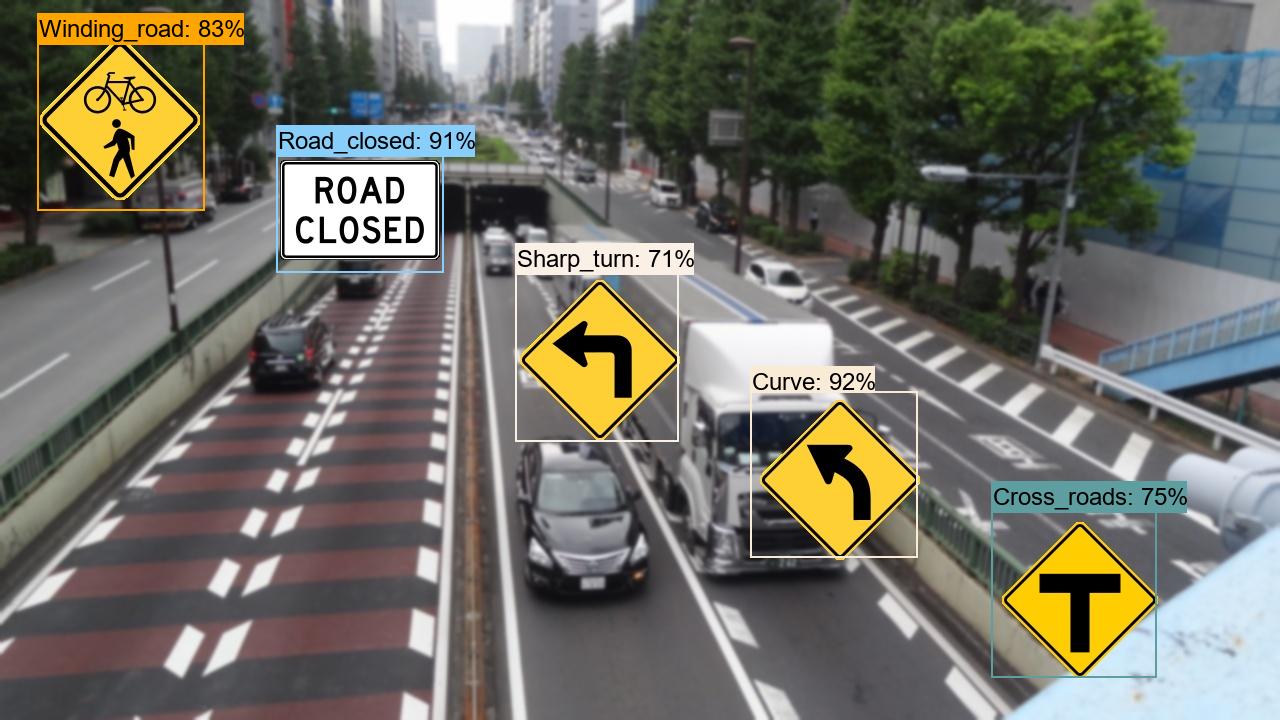 Winding_road: 83%
Road_closed: 91%
ROAD
CLOSED
Sharp_turn: 71%
Curve: 92%
Cross_roads: 75%